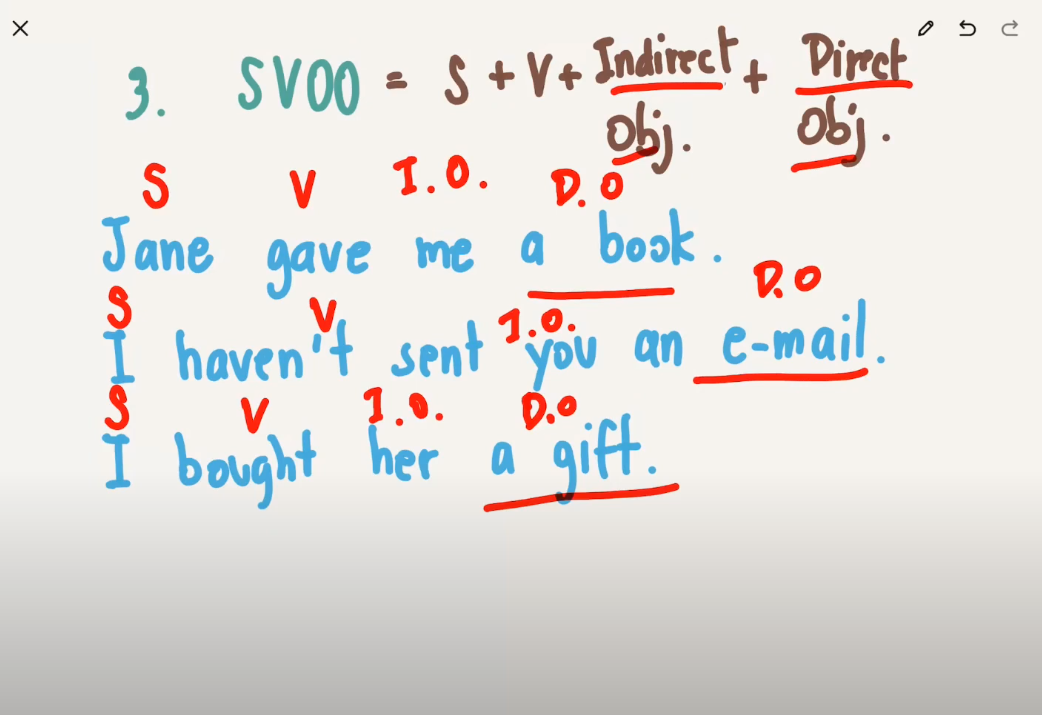 3. SVOO = S + V + Indirect Obj. + Direct Obj.
S V I.O. D.O
Jane gave me a book.
S V I.O. D.O
I haven't sent you an e-mail.
S V I.O. D.O
I bought her a gift.